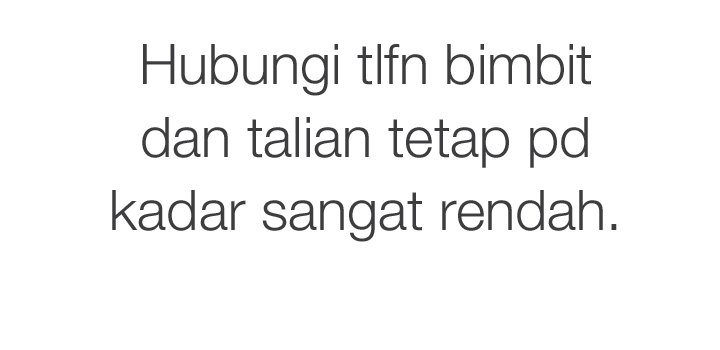 Hubungi tlfn bimbit
dan talian tetap pd
kadar sangat rendah.